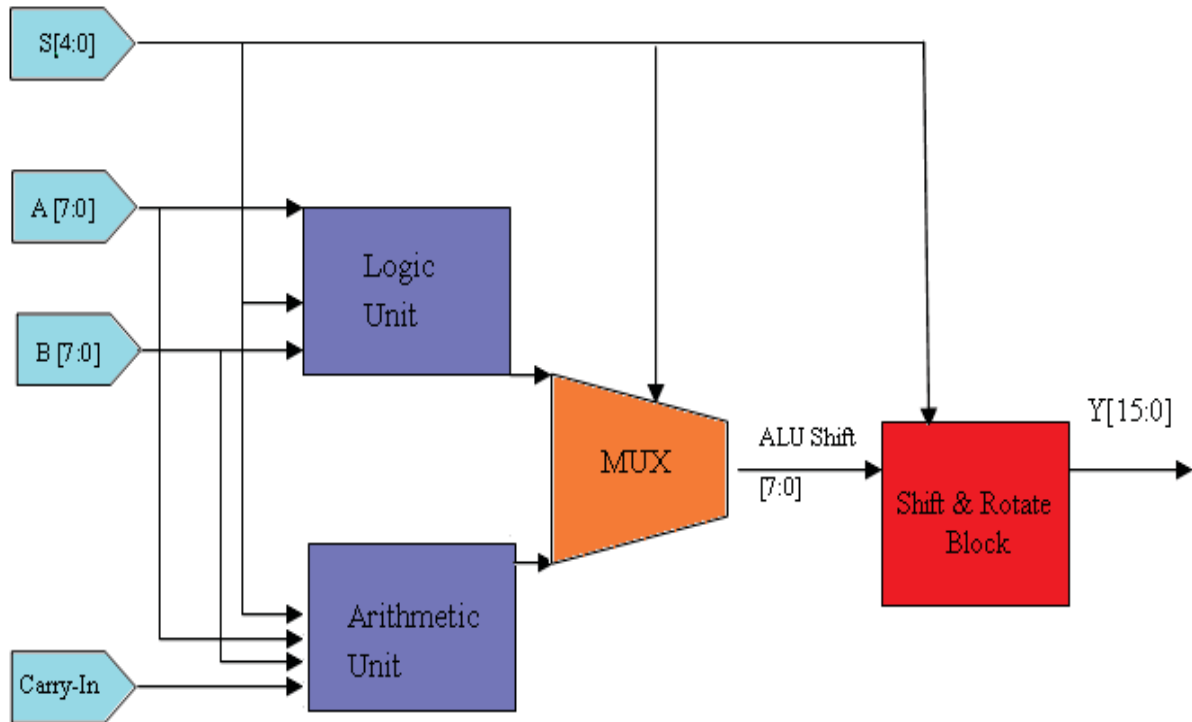 S[4:0]
A [7:0]
B [7:0]
Carry-In
Logic
Unit
Arithmetic
Unit
MUX
ALU Shift
[7:0]
Shift & Rotate
Block
Y[15:0]